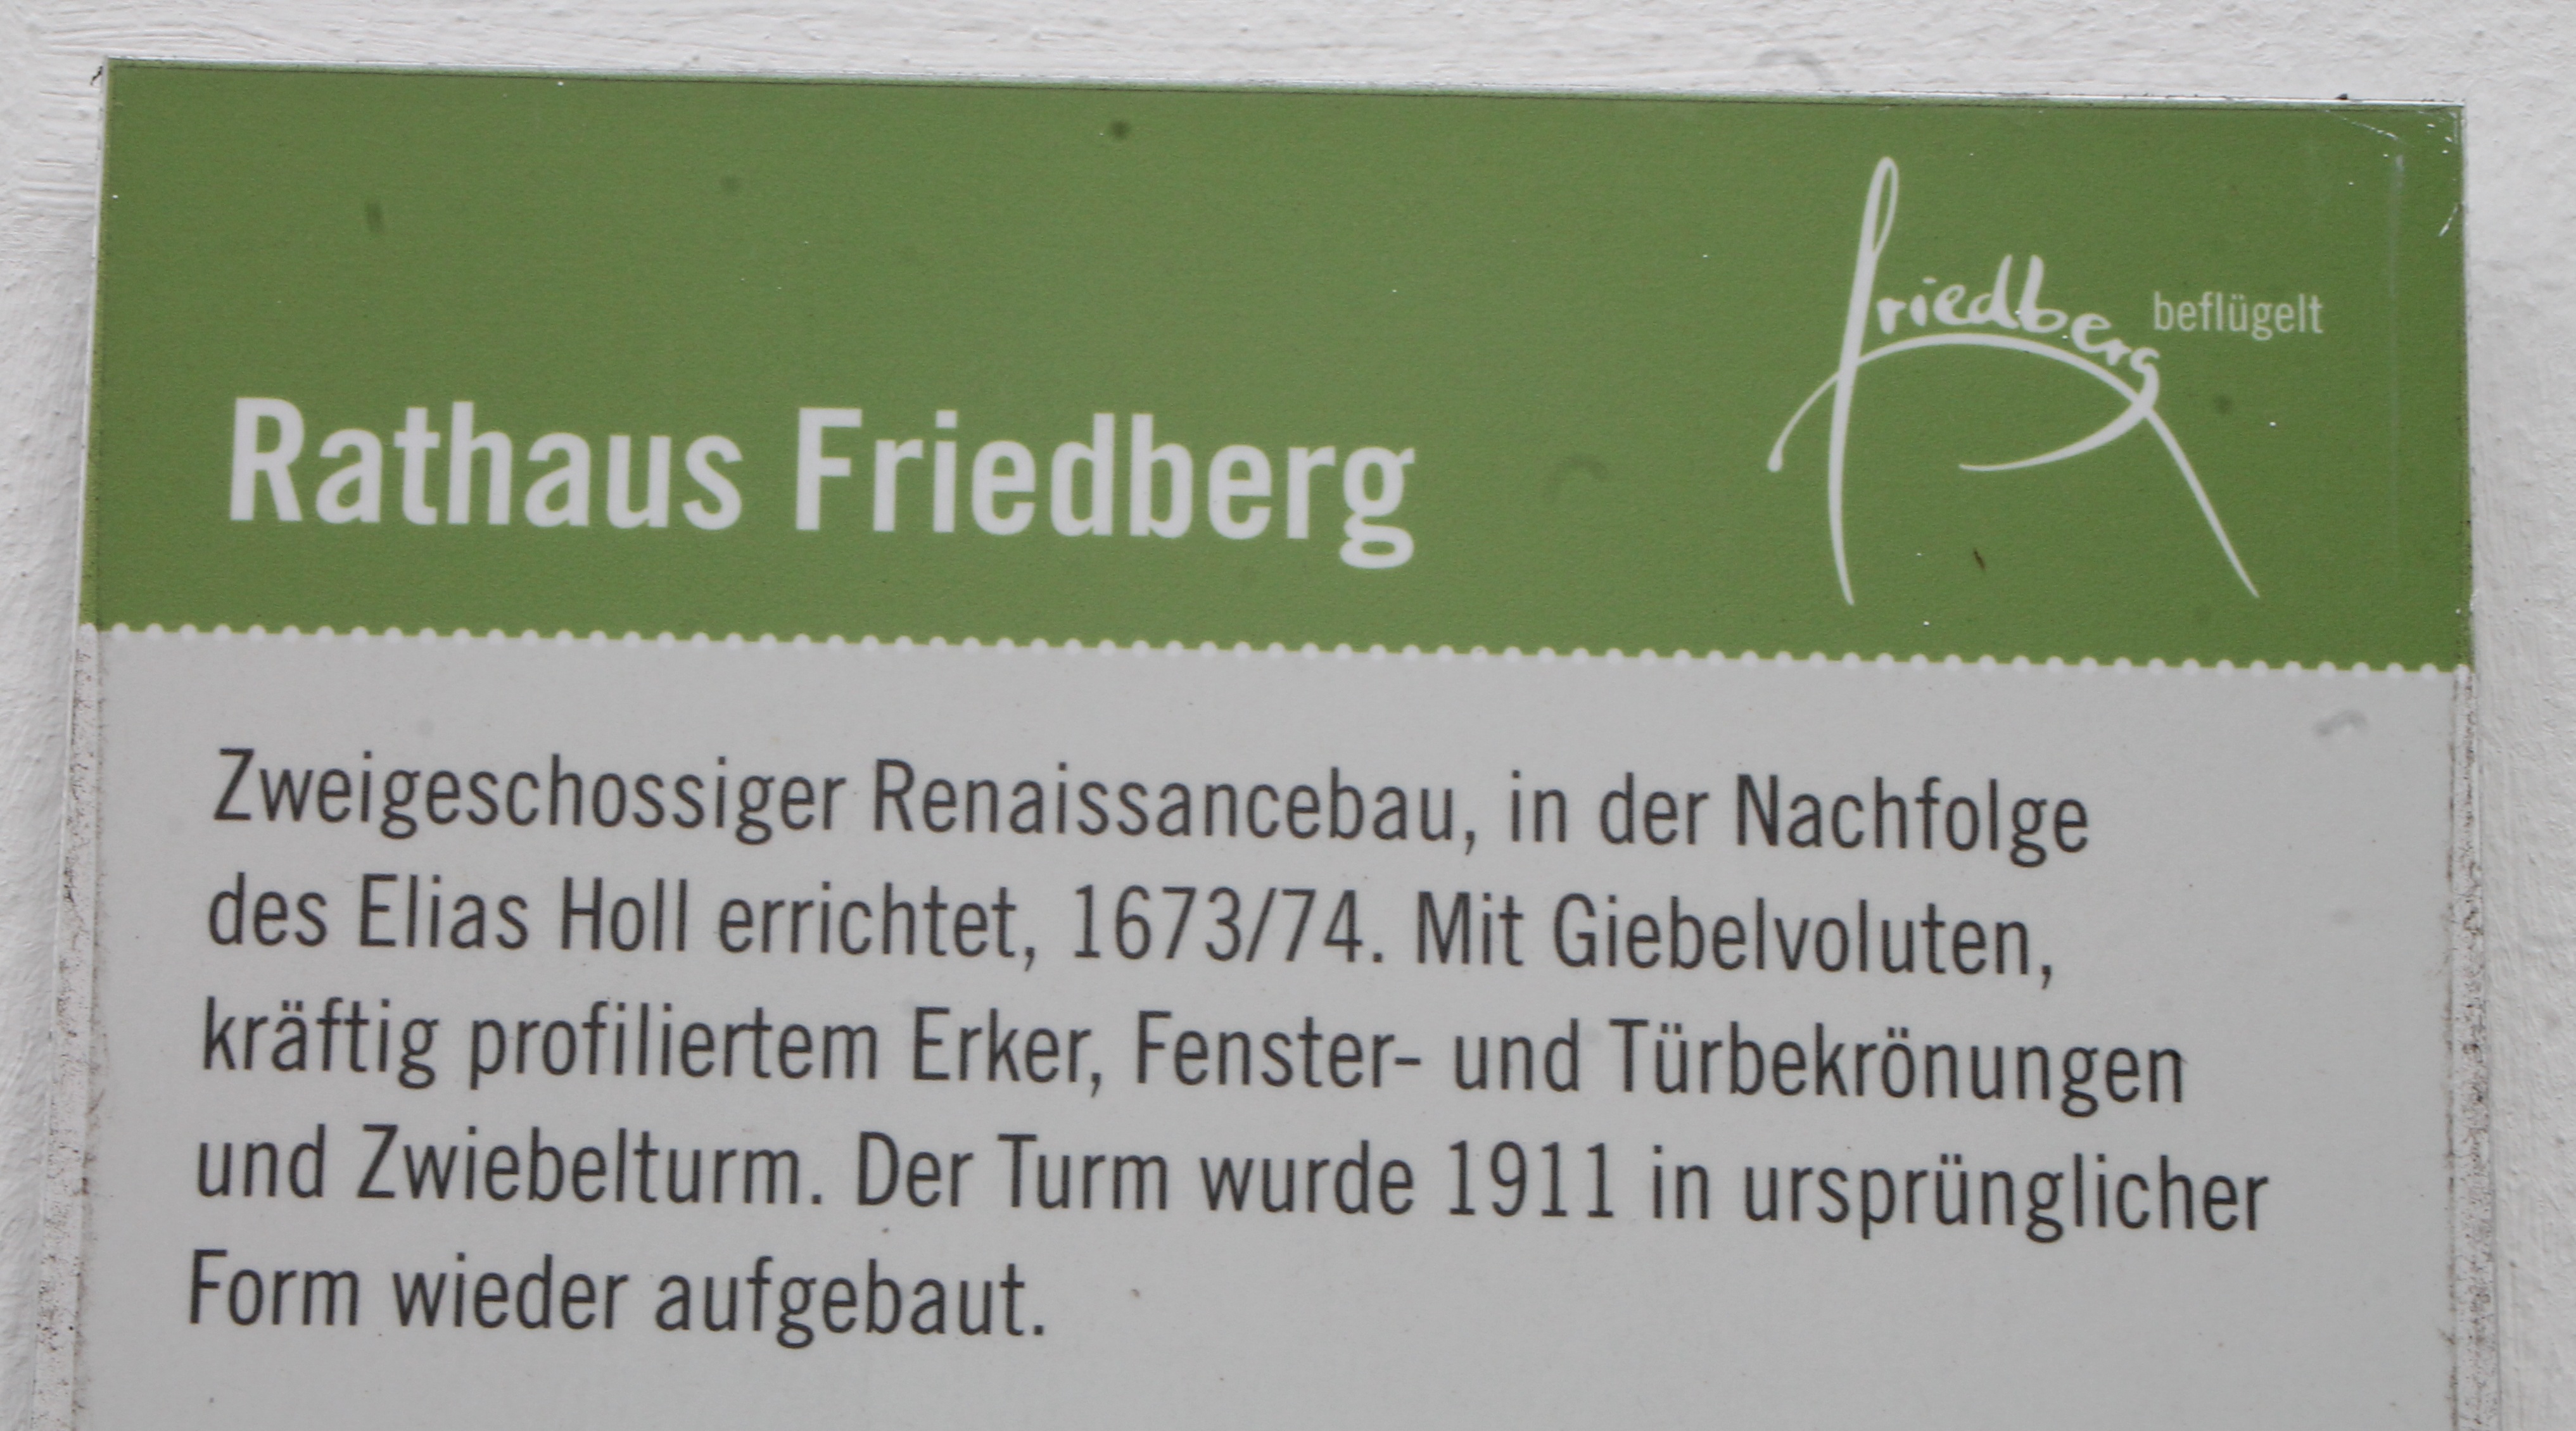 friedberg beflügelt
Rathaus Friedberg
Zweigeschossiger Renaissancebau, in der Nachfolge
des Elias Holl errichtet, 1673/74. Mit Giebelvoluten,
kräftig profiliertem Erker, Fenster- und Türbekrönungen
und Zwiebelturm. Der Turm wurde 1911 in ursprünglicher
Form wieder aufgebaut.